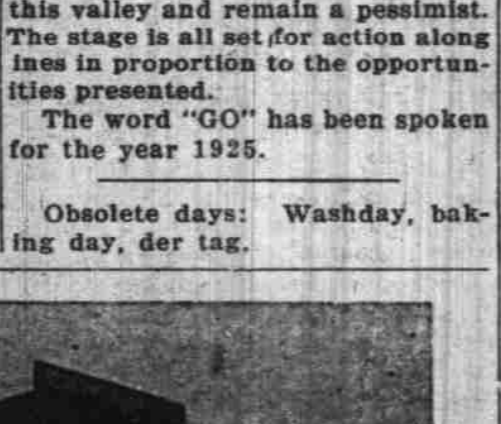 this valley and remain a pessimist.
The stage is all set for action along
ines in proportion to the opportun-
ities presented.
The word "GO" has been spoken
for the year 1925.
Obsolete days: Washday, bak-
ing day, der tag.